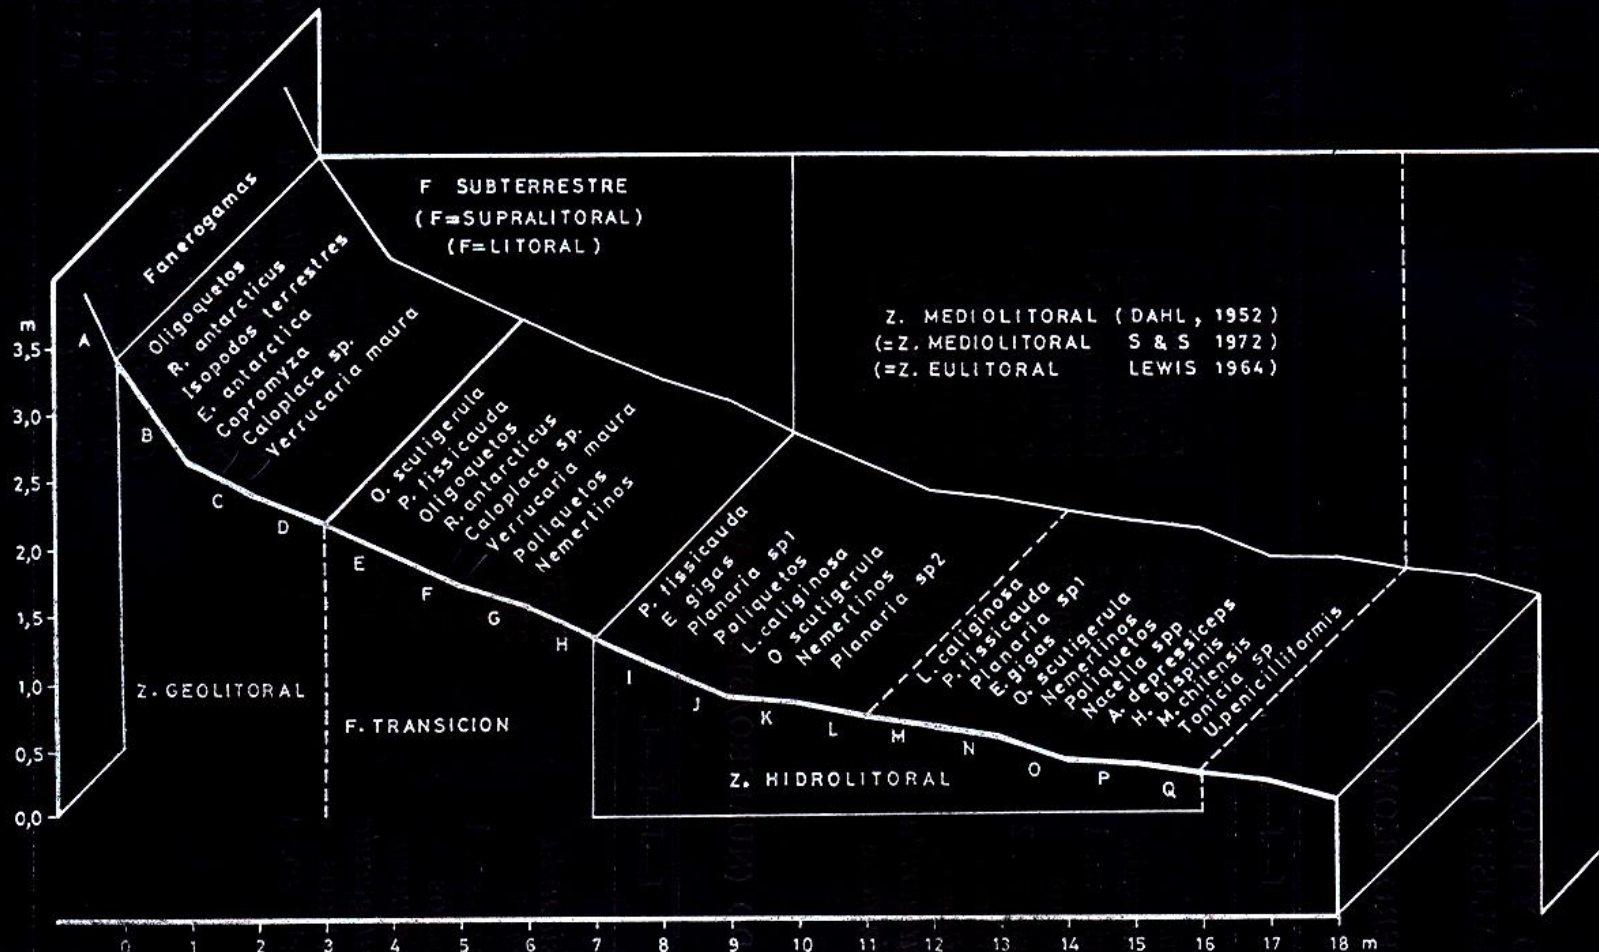 F SUBTERRESTRE
(F=SUPRALITORAL)
(F=LITORAL)
Z. MEDIOLITORAL (DAHL, 1952)
(=Z. MEDIOLITORAL S & S 1972)
(=Z. EULITORAL LEWIS 1964)
Fanerogamas
Oligoquetos
R. antarcticus
Isopodos terrestres
E. antarctica
Copromyza
Caloplaca sp.
Verrucaria maura
O. scutigerula
P. fissicauda
Oligoquetos
R. antarcticus
Caloplaca sp.
Verrucaria maura
Poliquetos
Nemertinos
P. fissicauda
E gigas
Planaria sp1
Poliquetos
L. caliginosa
O scutigerula
Nemertinos
Planaria sp2
L. caliginosa
P. fissicauda
Planaria sp1
E. gigas
O. scutigerula
Nemertinos
Poliquetos
Nacella spp
A. depressiceps
H. bispinis
M. chilensis
Tonicia sp.
U. penicilliformis
m
3,5
3,0
2,5
2,0
1,5
1,0
0,5
0,0
A
B
C
D
E
F
G
H
I
J
K
L
M
N
O
P
Q
Z. GEOLITORAL
F. TRANSICION
Z. HIDROLITORAL
0 1 2 3 4 5 6 7 8 9 10 11 12 13 14 15 16 17 18 m